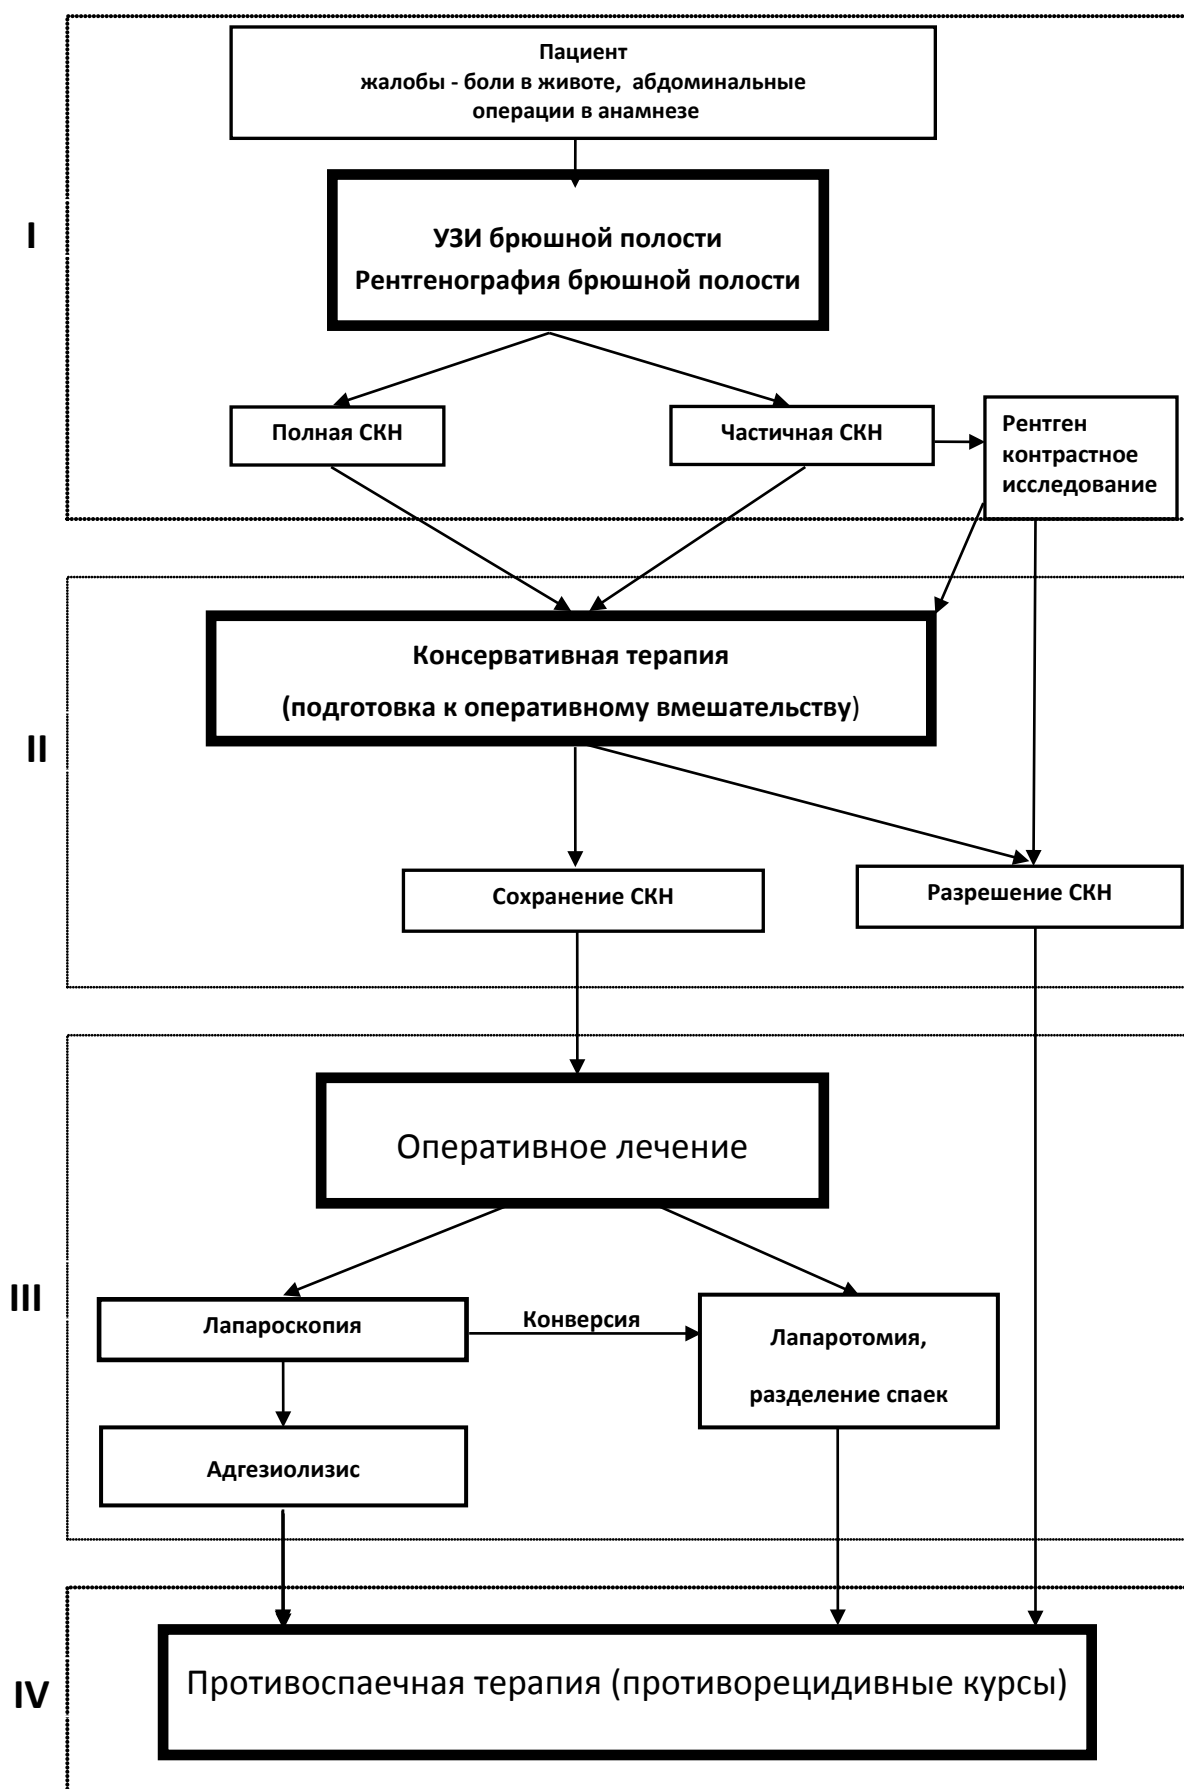 Пациент
жалобы - боли в животе, абдоминальные
операции в анамнезе
I
УЗИ брюшной полости
Рентгенография брюшной полости
Полная СКН
Частичная СКН
Рентген
контрастное
исследование
II
Консервативная терапия
(подготовка к оперативному вмешательству)
Сохранение СКН
Разрешение СКН
III
Оперативное лечение
Лапароскопия
Конверсия
Лапаротомия,
разделение спаек
Адгезиолизис
IV
Противоспаечная терапия (противорецидивные курсы)